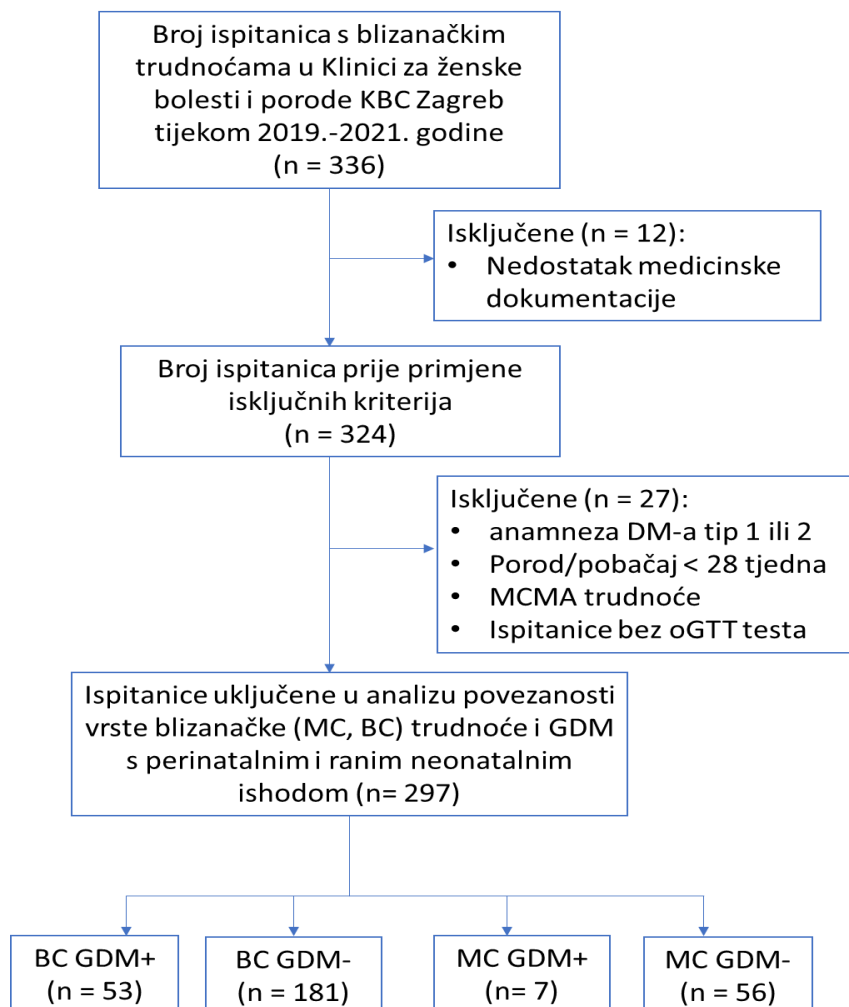 Broj ispitanica s blizanačkim
trudnoćama u Klinici za ženske
bolesti i porode KBC Zagreb
tijekom 2019.-2021. godine
(n = 336)
Isključene (n = 12):
• Nedostatak medicinske
dokumentacije
Broj ispitanica prije primjene
isključnih kriterija
(n = 324)
Isključene (n = 27):
• anamneza DM-a tip 1 ili 2
• Porod/pobačaj < 28 tjedna
• MCMA trudnoće
• Ispitanice bez oGTT testa
Ispitanice uključene u analizu povezanosti
vrste blizanačke (MC, BC) trudnoće i GDM
s perinatalnim i ranim neonatalnim
ishodom (n= 297)
BC GDM+
(n = 53)
BC GDM-
(n = 181)
MC GDM+
(n= 7)
MC GDM-
(n = 56)